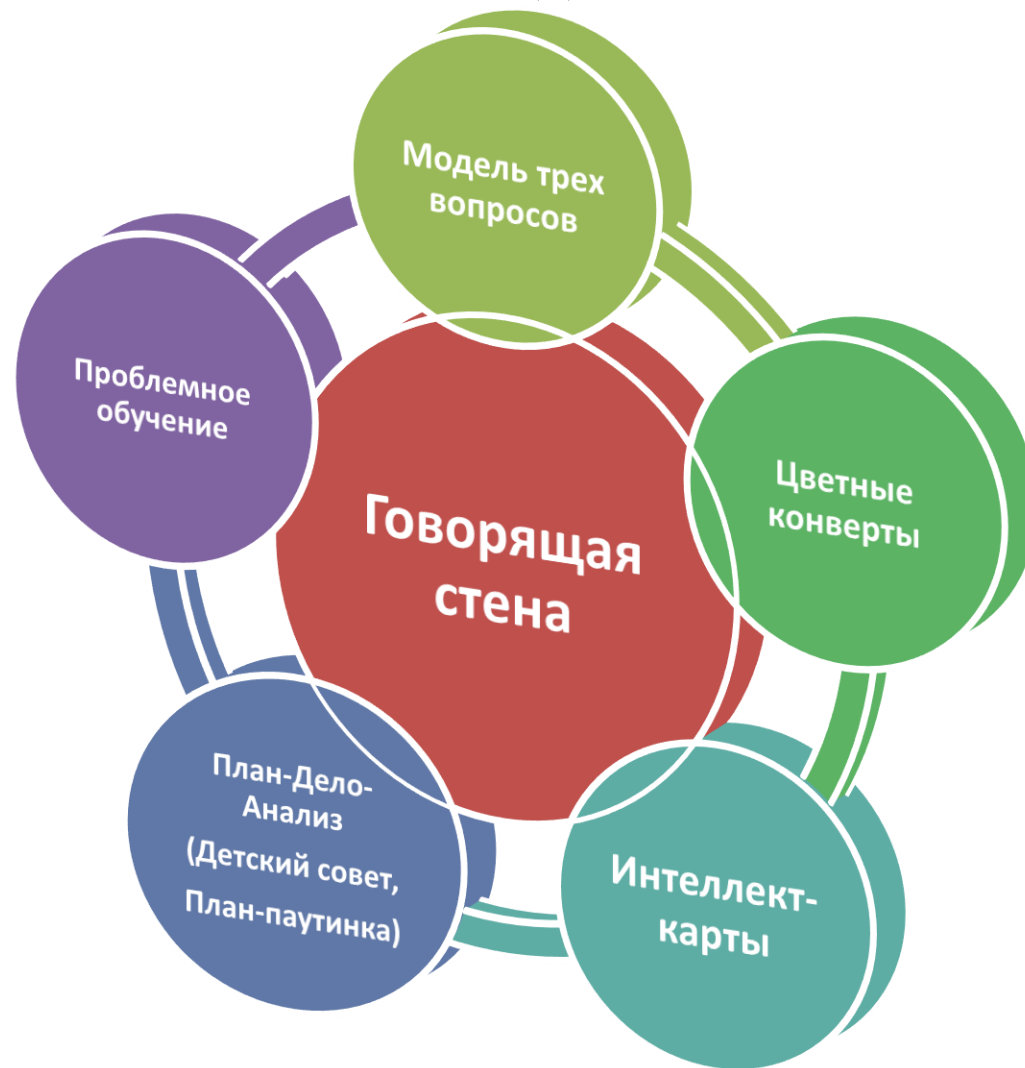 Модель трех
вопросов
Цветные
конверты
Интеллект-
карты
План-Дело-
Анализ
(Детский совет,
План-паутинка)
Проблемное
обучение
Говорящая
стена